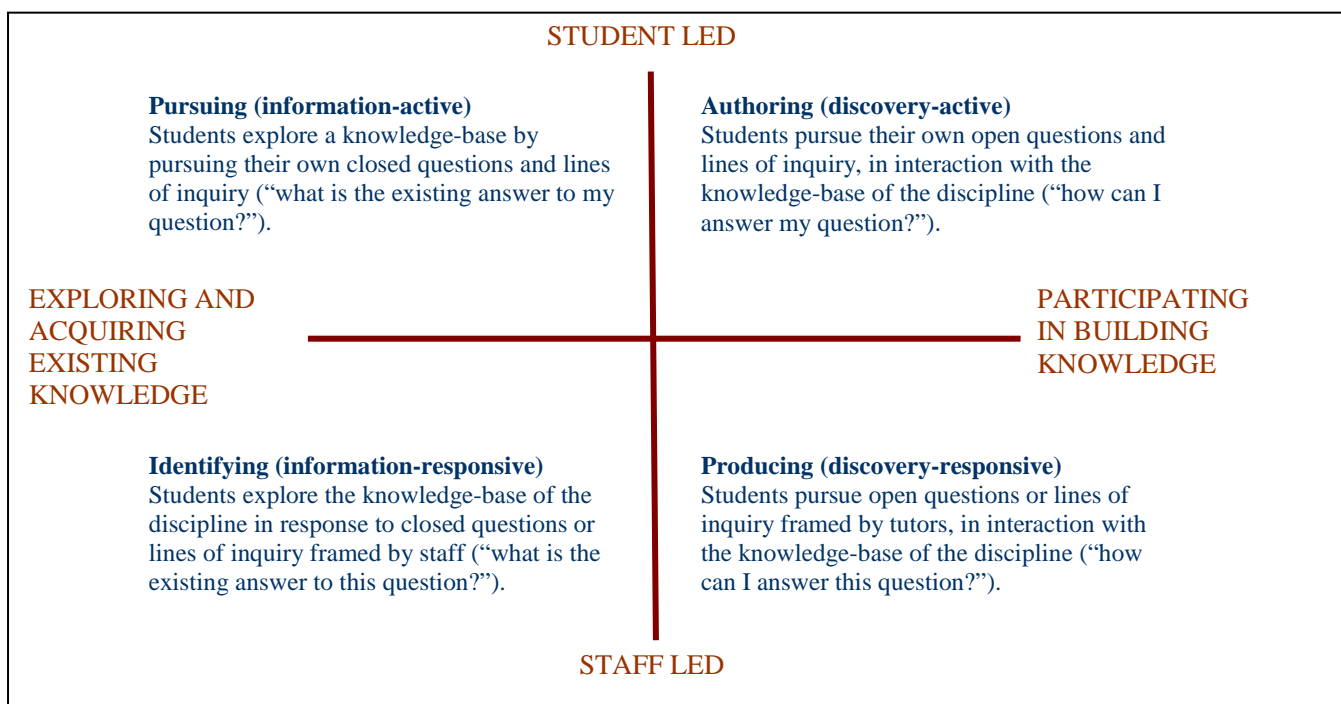 STUDENT LED
Pursuing (information-active)
Students explore a knowledge-base by
pursuing their own closed questions and lines
of inquiry (“what is the existing answer to my
question?”).
Authoring (discovery-active)
Students pursue their own open questions and
lines of inquiry, in interaction with the
knowledge-base of the discipline (“how can I
answer my question?”).
EXPLORING AND
ACQUIRING
EXISTING
KNOWLEDGE
PARTICIPATING
IN BUILDING
KNOWLEDGE
Identifying (information-responsive)
Students explore the knowledge-base of the
discipline in response to closed questions or
lines of inquiry framed by staff (“what is the
existing answer to this question?”).
Producing (discovery-responsive)
Students pursue open questions or lines of
inquiry framed by tutors, in interaction with
the knowledge-base of the discipline (“how
can I answer this question?”).
STAFF LED